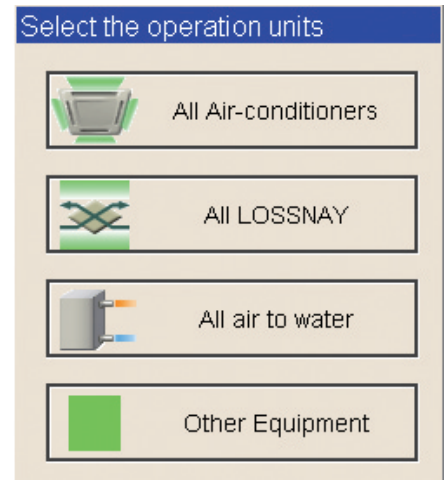 Select the operation units
All Air-conditioners
All LOSSNAY
All air to water
Other Equipment